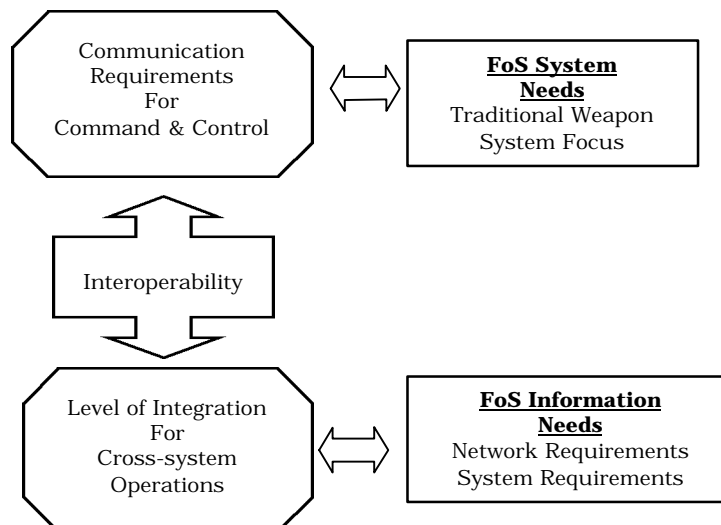 Communication
Requirements
For
Command & Control
FoS System
Needs
Traditional Weapon
System Focus
Interoperability
Level of Integration
For
Cross-system
Operations
FoS Information
Needs
Network Requirements
System Requirements